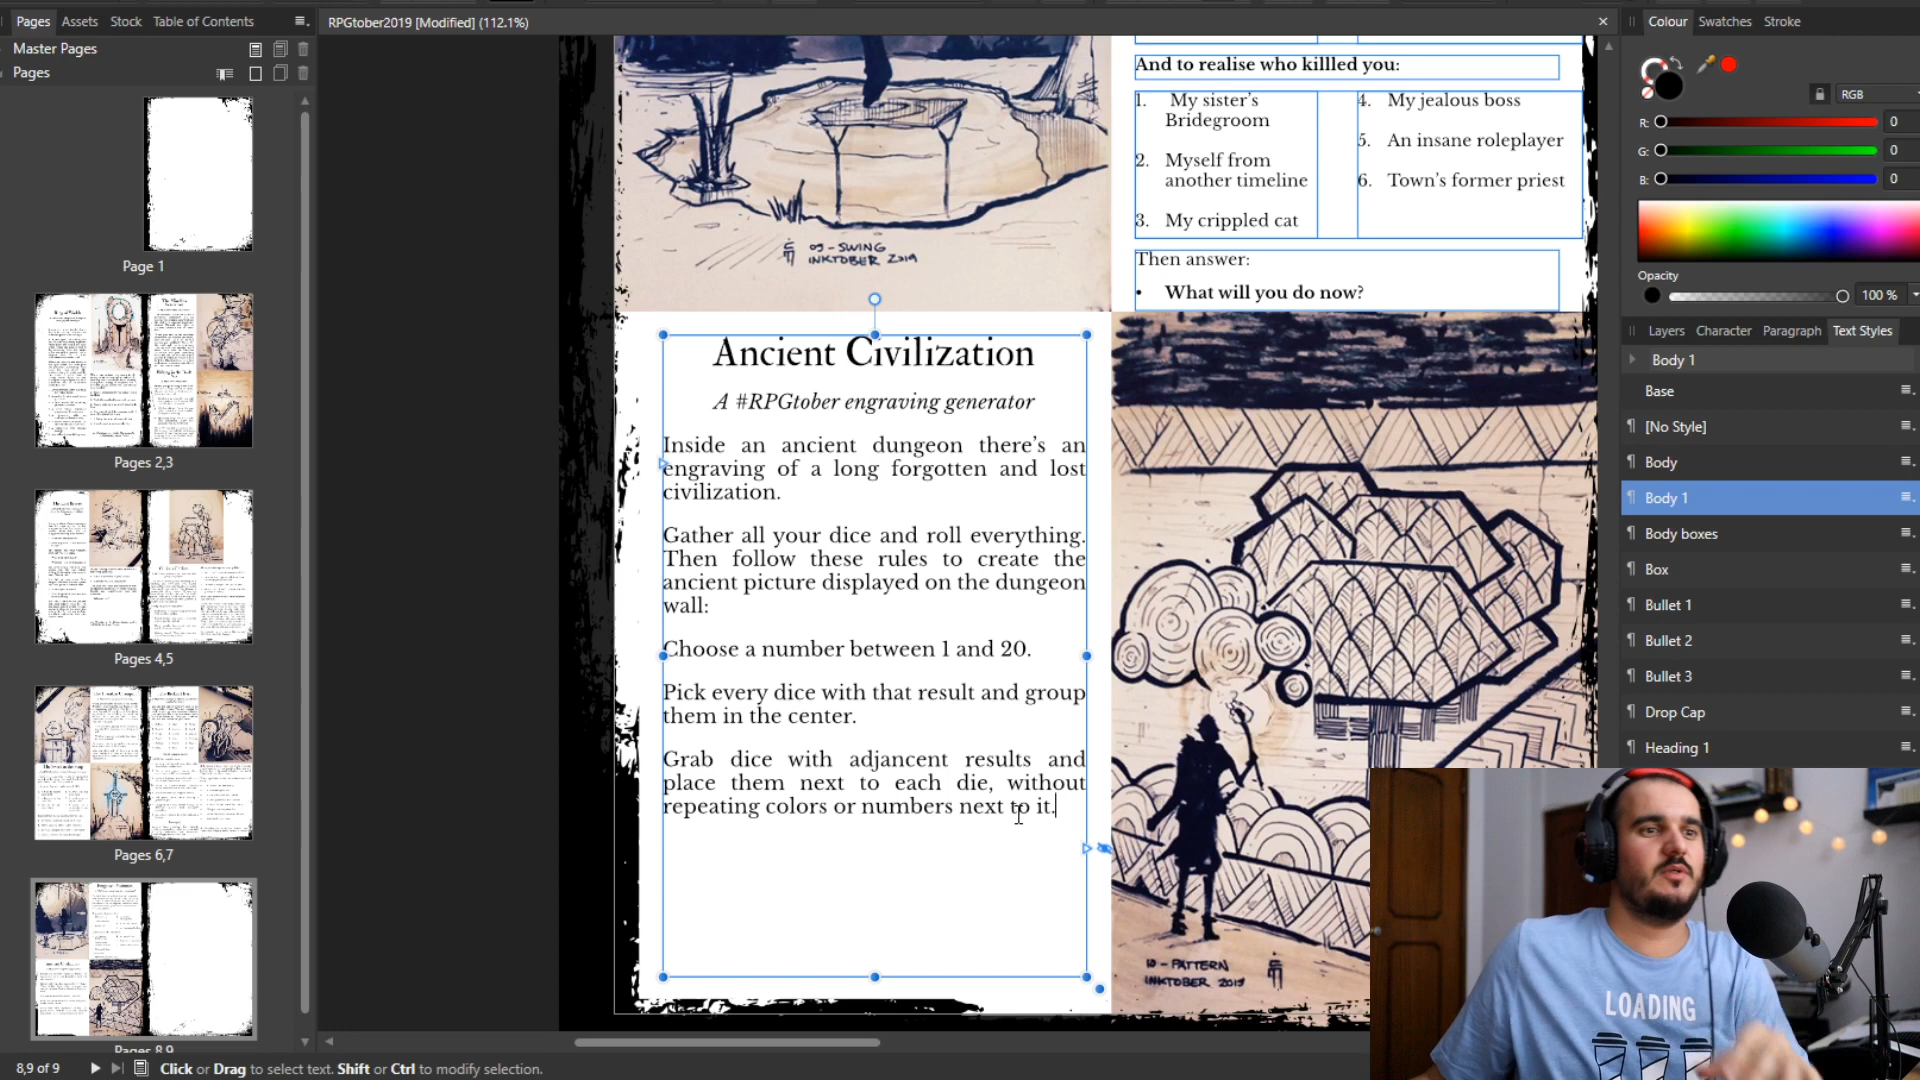 Pages Assets Stock Table of Contents
Master Pages
Pages
Page 1
Pages 2,3
Pages 4,5
Pages 6,7
Pages 8,9
8,9 of 9
Click or Drag to select text. Shift or Ctrl to modify selection.
RPGtober2019 [Modified] (112.1%)
09 - SWING
INKTOBER 2019
And to realise who killled you:
1. My sister's
Bridegroom
2. Myself from
another timeline
3. My crippled cat
4. My jealous boss
5. An insane roleplayer
6. Town's former priest
Then answer:
• What will you do now?
Ancient Civilization
A #RPGtober engraving generator
Inside an ancient dungeon there's an
engraving of a long forgotten and lost
civilization.
Gather all your dice and roll everything.
Then follow these rules to create the
ancient picture displayed on the dungeon
wall:
Choose a number between 1 and 20.
Pick every dice with that result and group
them in the center.
Grab dice with adjancent results and
place them next to each die, without
repeating colors or numbers next to it.
10 - PATTERN
INKTOBER 2019
Colour Swatches Stroke
RGB
R: 0
G: 0
B: 0
Opacity
100 %
Layers Character Paragraph Text Styles
Body 1
Base
[No Style]
Body
Body 1
Body boxes
Box
Bullet 1
Bullet 2
Bullet 3
Drop Cap
Heading 1
LOADING